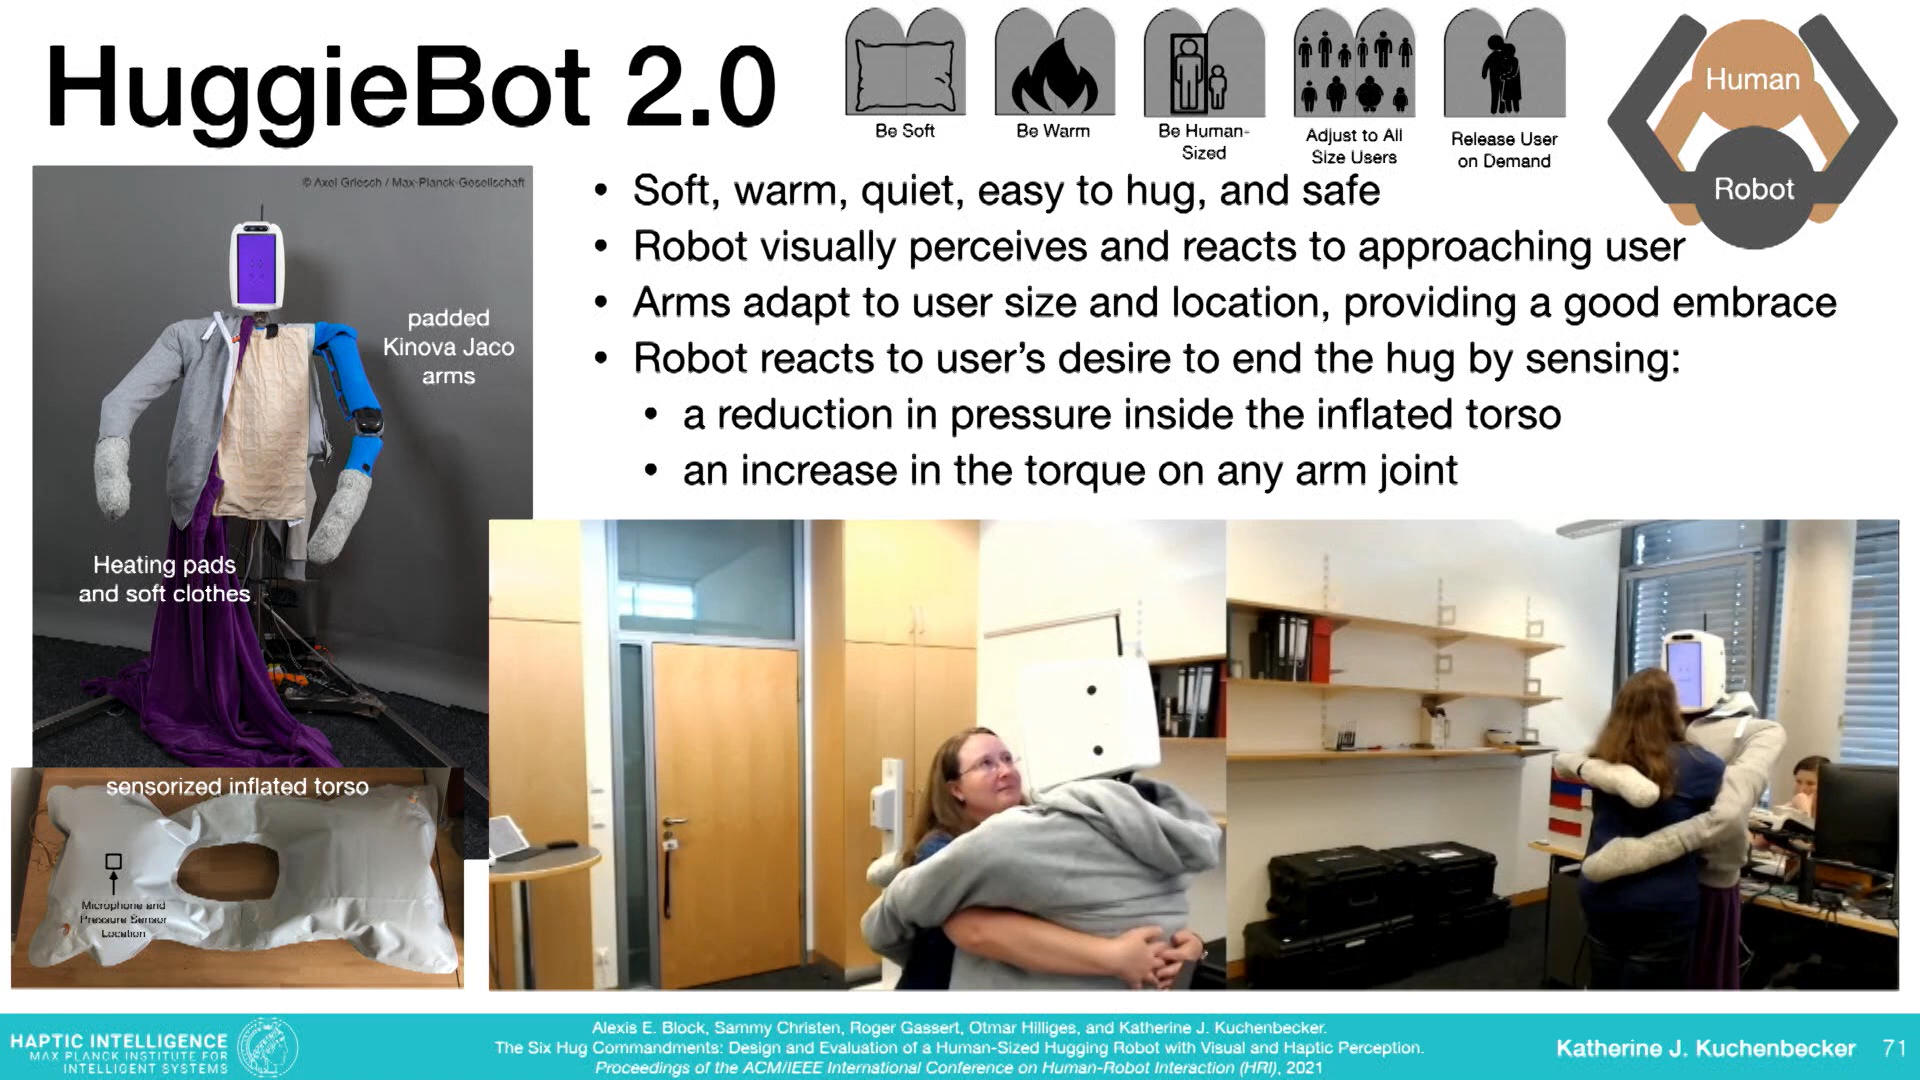 HuggieBot 2.0
Be Soft
Be Warm
Be Human-
Sized
Adjust to All
Size Users
Release User
on Demand
Human
Robot
© Axel Griesch / Max-Planck-Gesellschaft
padded
Kinova Jaco
arms
Heating pads
and soft clothes
sensorized inflated torso
Microphone and
Pressure Sensor
Location
• Soft, warm, quiet, easy to hug, and safe
• Robot visually perceives and reacts to approaching user
• Arms adapt to user size and location, providing a good embrace
• Robot reacts to user’s desire to end the hug by sensing:
• a reduction in pressure inside the inflated torso
• an increase in the torque on any arm joint
HAPTIC INTELLIGENCE
MAX PLANCK INSTITUTE FOR
INTELLIGENT SYSTEMS
Alexis E. Block, Sammy Christen, Roger Gassert, Otmar Hilliges, and Katherine J. Kuchenbecker.
The Six Hug Commandments: Design and Evaluation of a Human-Sized Hugging Robot with Visual and Haptic Perception.
Proceedings of the ACM/IEEE International Conference on Human-Robot Interaction (HRI), 2021
Katherine J. Kuchenbecker 71